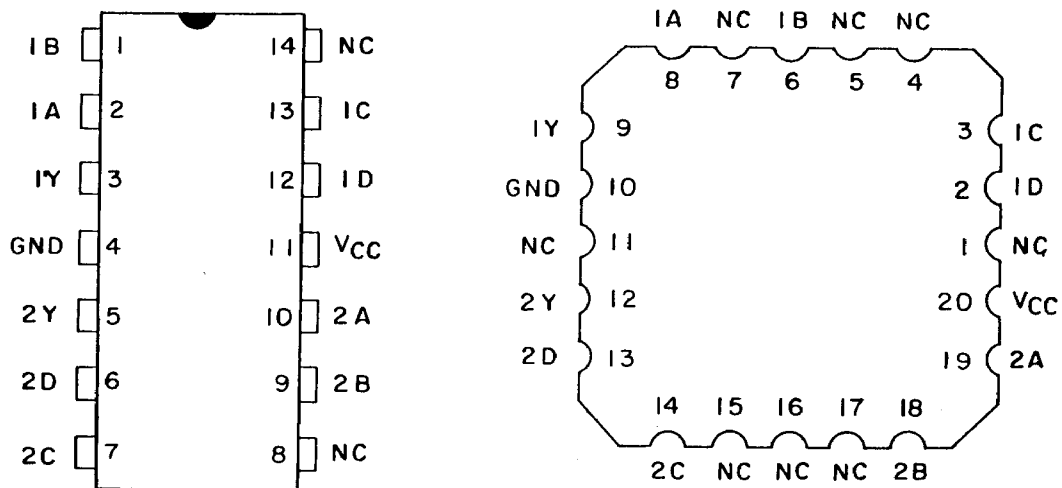 1B 1 14 NC
1A 2 13 1C
1Y 3 12 1D
GND 4 11 VCC
2Y 5 10 2A
2D 6 9 2B
2C 7 8 NC
1A NC 1B NC NC
8 7 6 5 4
1Y 9 3 1C
GND 10 2 1D
NC 11 1 NC
2Y 12 20 VCC
2D 13 19 2A
14 15 16 17 18
2C NC NC NC 2B